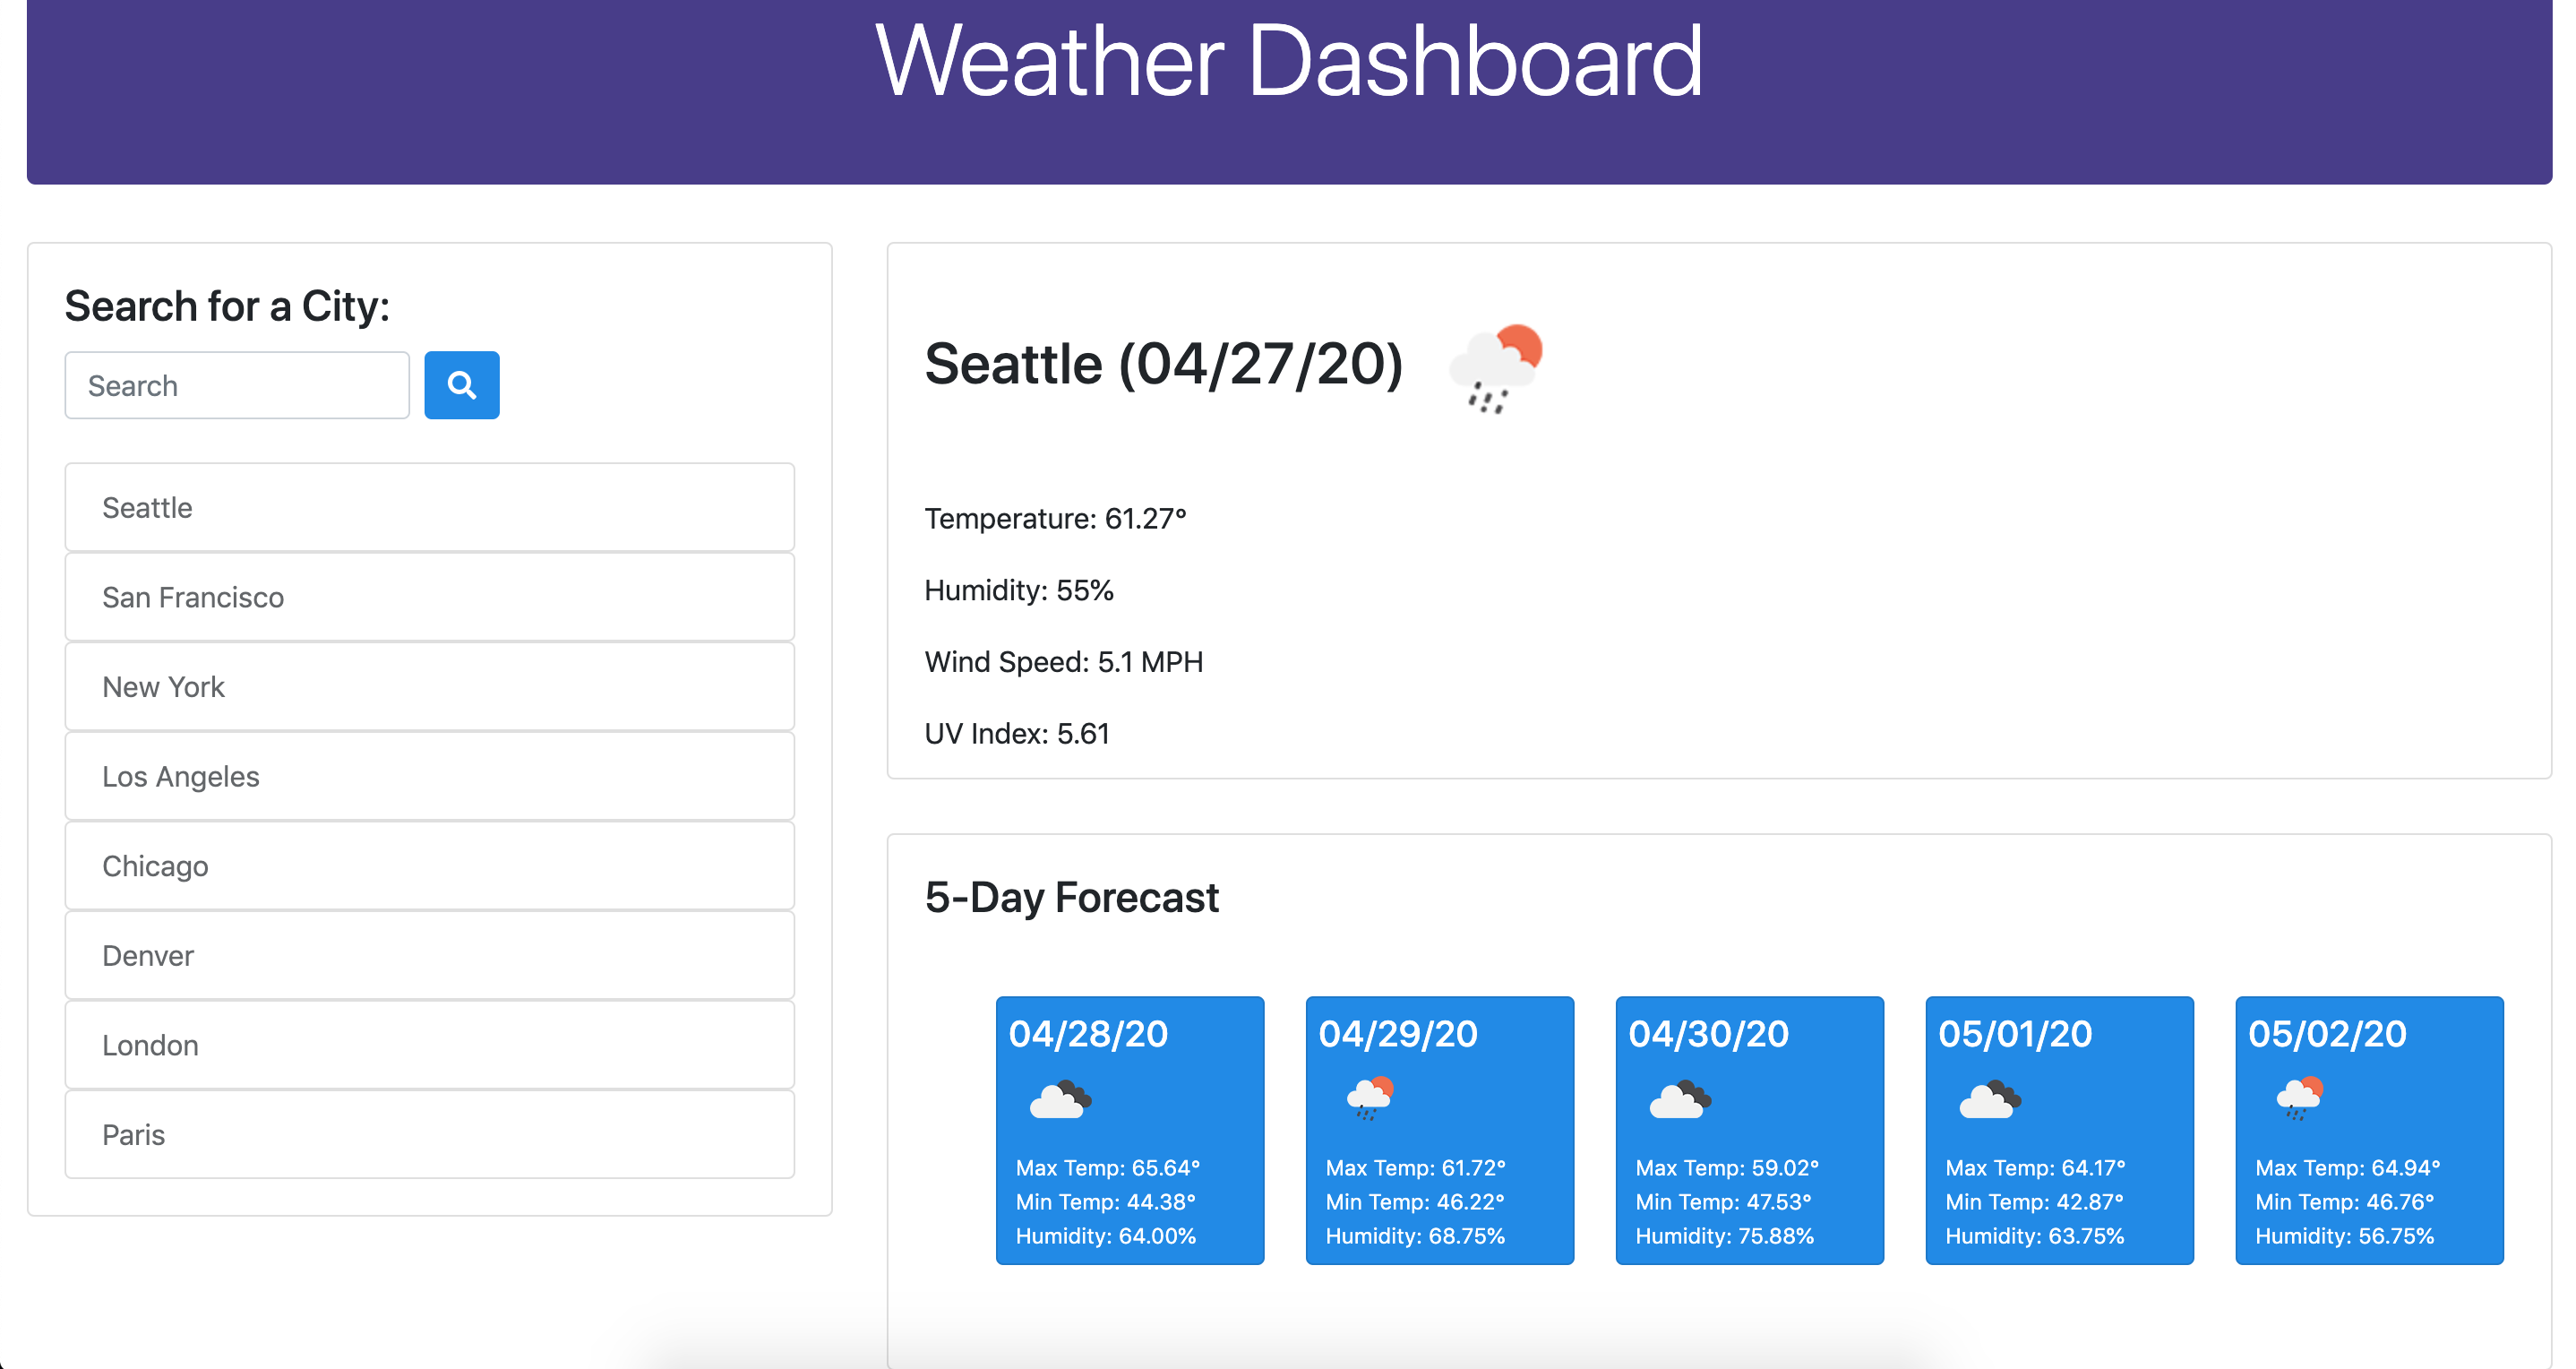 Weather Dashboard
Search for a City:
Search
Seattle
San Francisco
New York
Los Angeles
Chicago
Denver
London
Paris
Seattle (04/27/20)
Temperature: 61.27°
Humidity: 55%
Wind Speed: 5.1 MPH
UV Index: 5.61
5-Day Forecast
04/28/20
Max Temp: 65.64°
Min Temp: 44.38°
Humidity: 64.00%
04/29/20
Max Temp: 61.72°
Min Temp: 46.22°
Humidity: 68.75%
04/30/20
Max Temp: 59.02°
Min Temp: 47.53°
Humidity: 75.88%
05/01/20
Max Temp: 64.17°
Min Temp: 42.87°
Humidity: 63.75%
05/02/20
Max Temp: 64.94°
Min Temp: 46.76°
Humidity: 56.75%